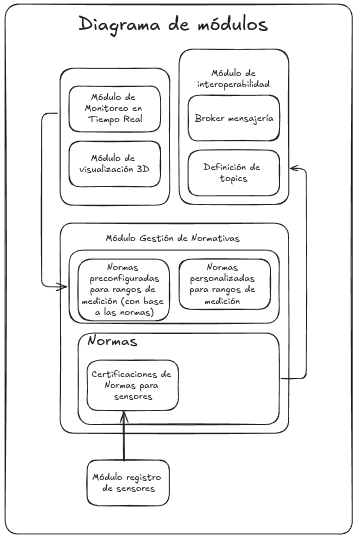 Diagrama de módulos
Módulo de
Monitoreo en
Tiempo Real
Módulo de
visualización 3D
Módulo de
interoperabilidad
Broker mensajería
Definición de
topics
Módulo Gestión de Normativas
Normas
preconfiguradas
para rangos de
medición (con base
a las normas)
Normas
personalizadas
para rangos de
medición
Normas
Certificaciones de
Normas para
sensores
Módulo registro
de sensores